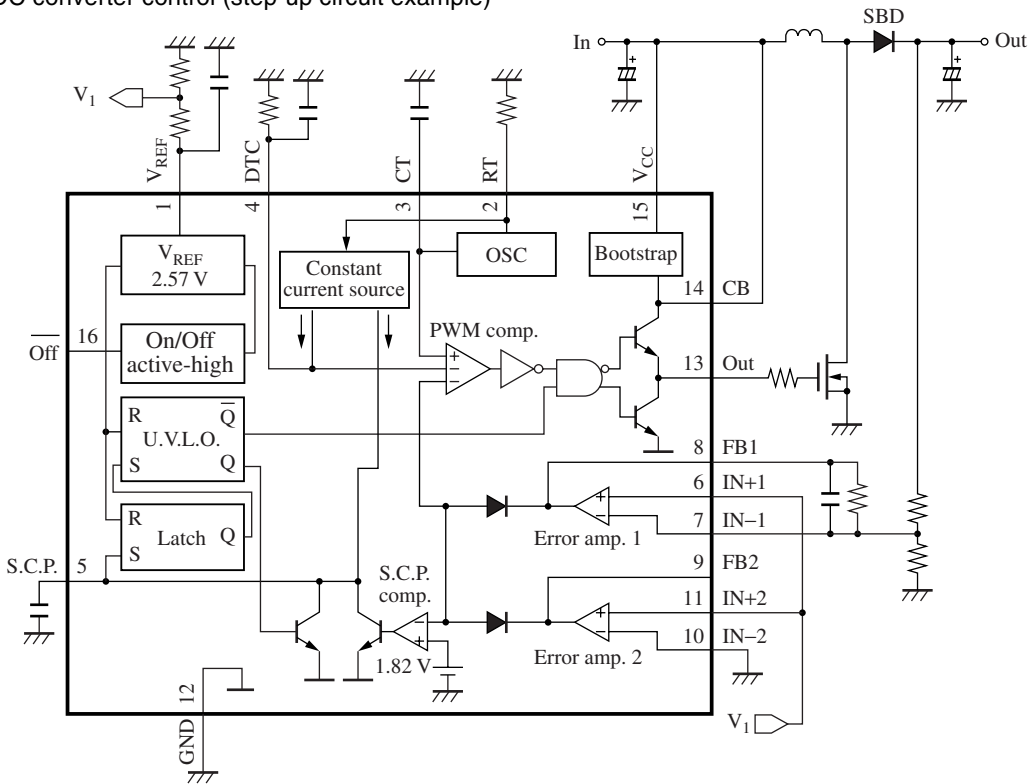 DC converter control (step-up circuit example)
SBD
In
Out
V1
VREF
DTC
CT
RT
VCC
1
4
3
2
15
VREF
2.57 V
Constant
current source
OSC
Bootstrap
14 CB
Off
16
On/Off
active-high
PWM comp.
+
−
−
13 Out
R
Q
U.V.L.O.
S
Q
8 FB1
6 IN+1
+
−
7 IN−1
Error amp. 1
R
Latch
Q
S
S.C.P.
5
9 FB2
S.C.P.
comp.
11 IN+2
−
+
+
−
10 IN−2
1.82 V
Error amp. 2
12
GND
V1
+
+